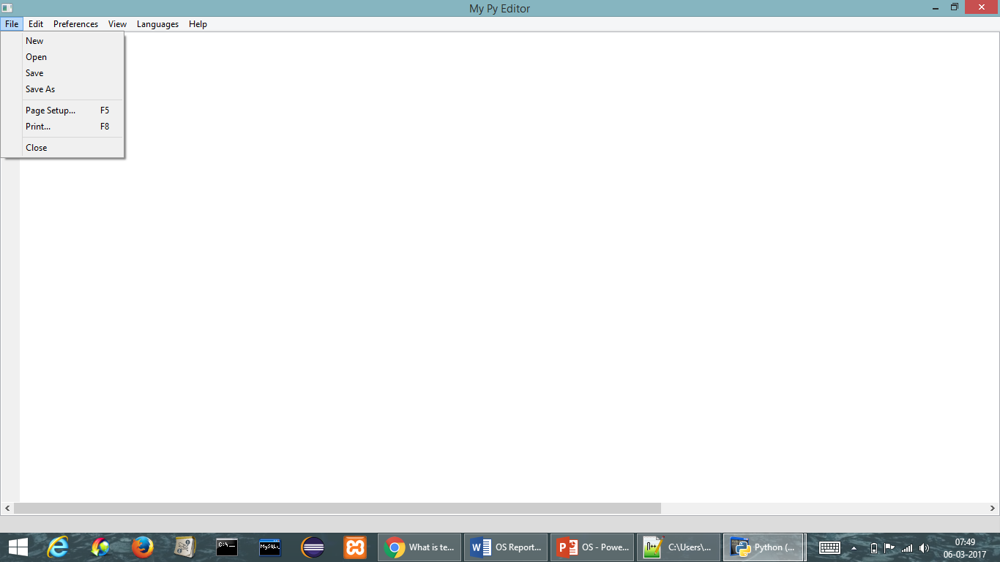 My Py Editor
File Edit Preferences View Languages Help
New
Open
Save
Save As
Page Setup... F5
Print... F8
Close
C:\_
MySQL
What is te...
OS Report...
OS - Powe...
C:\Users\...
Python (...
07:49
06-03-2017